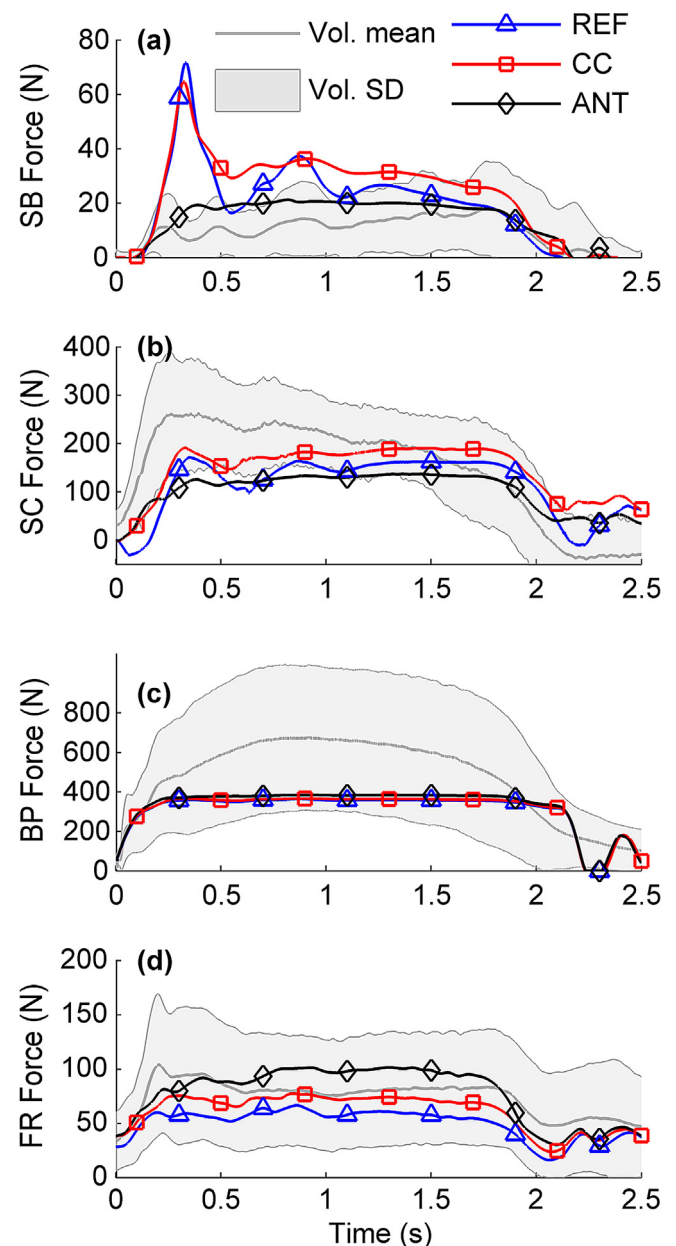 (a)
Vol. mean
Vol. SD
REF
CC
ANT
SB Force (N)
80
60
40
20
0
0 0.5 1 1.5 2 2.5
(b)
SC Force (N)
400
300
200
100
0
0 0.5 1 1.5 2 2.5
(c)
BP Force (N)
800
600
400
200
0
0 0.5 1 1.5 2 2.5
(d)
FR Force (N)
200
150
100
50
0
0 0.5 1 1.5 2 2.5
Time (s)